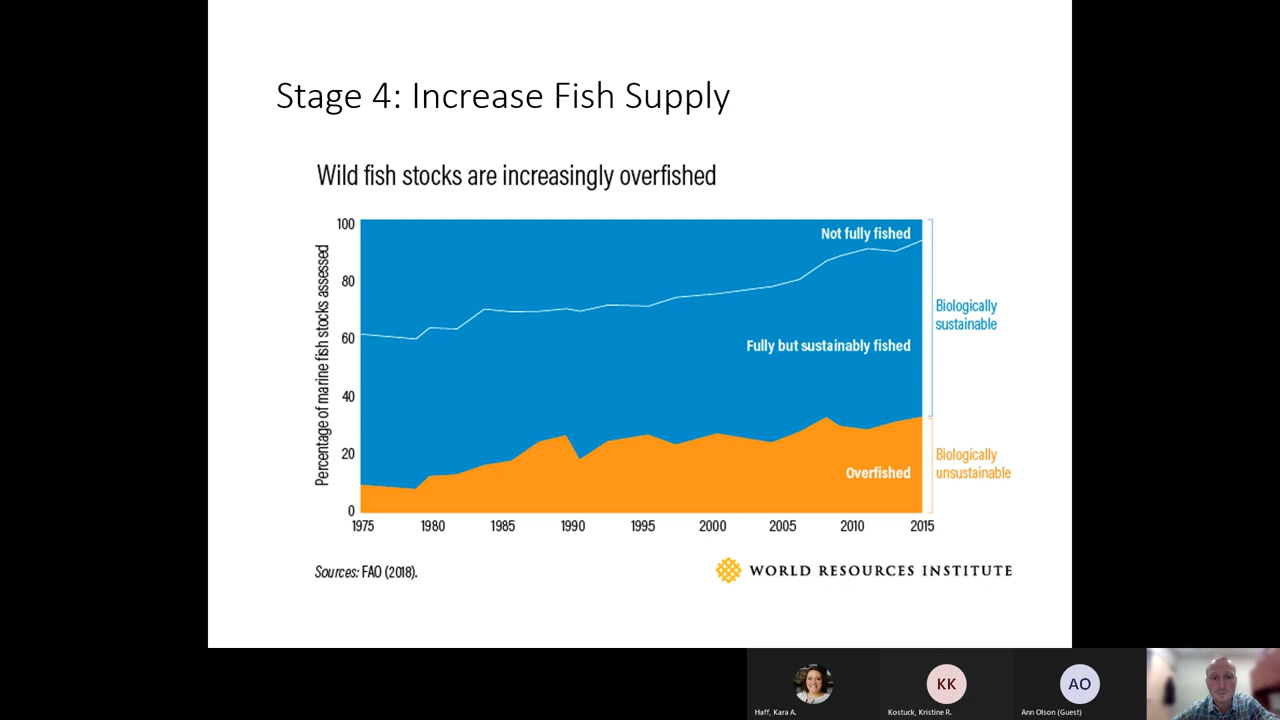 Stage 4: Increase Fish Supply
Wild fish stocks are increasingly overfished
Percentage of marine fish stocks assessed
100
80
60
40
20
0
Not fully fished
Fully but sustainably fished
Overfished
Biologically
sustainable
Biologically
unsustainable
1975 1980 1985 1990 1995 2000 2005 2010 2015
Sources: FAO (2018).
WORLD RESOURCES INSTITUTE
KK
AO
Haff, Kara A.
Kostuck, Kristine R.
Ann Olson (Guest)